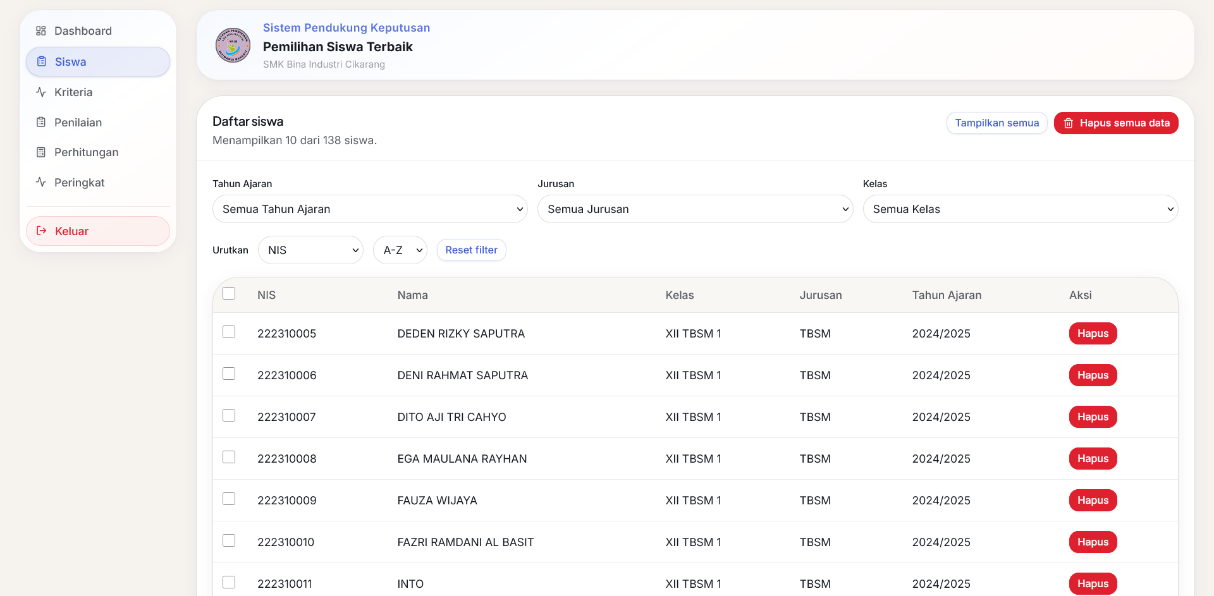 Dashboard
Siswa
Kriteria
Penilaian
Perhitungan
Peringkat
Keluar
Sistem Pendukung Keputusan
Pemilihan Siswa Terbaik
SMK Bina Industri Cikarang
Daftar siswa
Menampilkan 10 dari 138 siswa.
Tampilkan semua
Hapus semua data
Tahun Ajaran Jurusan Kelas
Semua Tahun Ajaran Semua Jurusan Semua Kelas
Urutkan NIS A-Z Reset filter
NIS Nama Kelas Jurusan Tahun Ajaran Aksi
222310005 DEDEN RIZKY SAPUTRA XII TBSM 1 TBSM 2024/2025 Hapus
222310006 DENI RAHMAT SAPUTRA XII TBSM 1 TBSM 2024/2025 Hapus
222310007 DITO AJI TRI CAHYO XII TBSM 1 TBSM 2024/2025 Hapus
222310008 EGA MAULANA RAYHAN XII TBSM 1 TBSM 2024/2025 Hapus
222310009 FAUZA WIJAYA XII TBSM 1 TBSM 2024/2025 Hapus
222310010 FAZRI RAMDANI AL BASIT XII TBSM 1 TBSM 2024/2025 Hapus
222310011 INTO XII TBSM 1 TBSM 2024/2025 Hapus